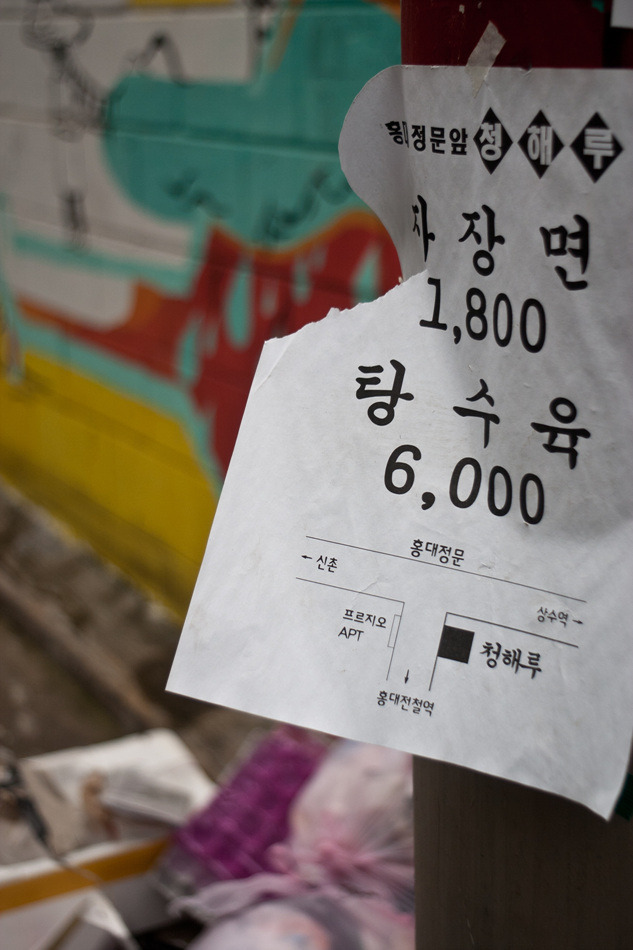 홍대정문앞 청해루
자장면
1,800
탕수육
6,000
홍대정문
← 신촌
상수역 →
프르지오
APT
청해루
↓
홍대전철역